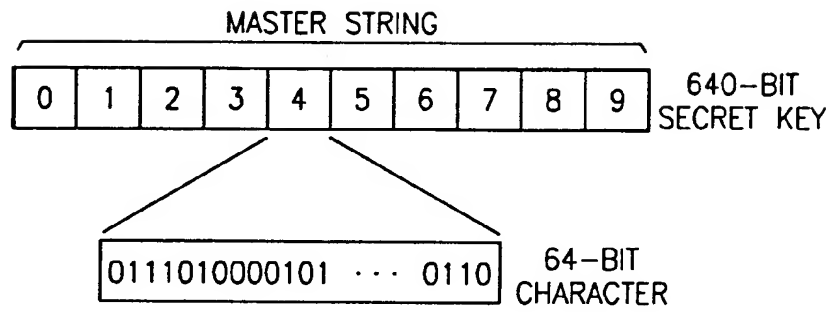 MASTER STRING
0 1 2 3 4 5 6 7 8 9
640-BIT
SECRET KEY
0111010000101 ··· 0110
64-BIT
CHARACTER